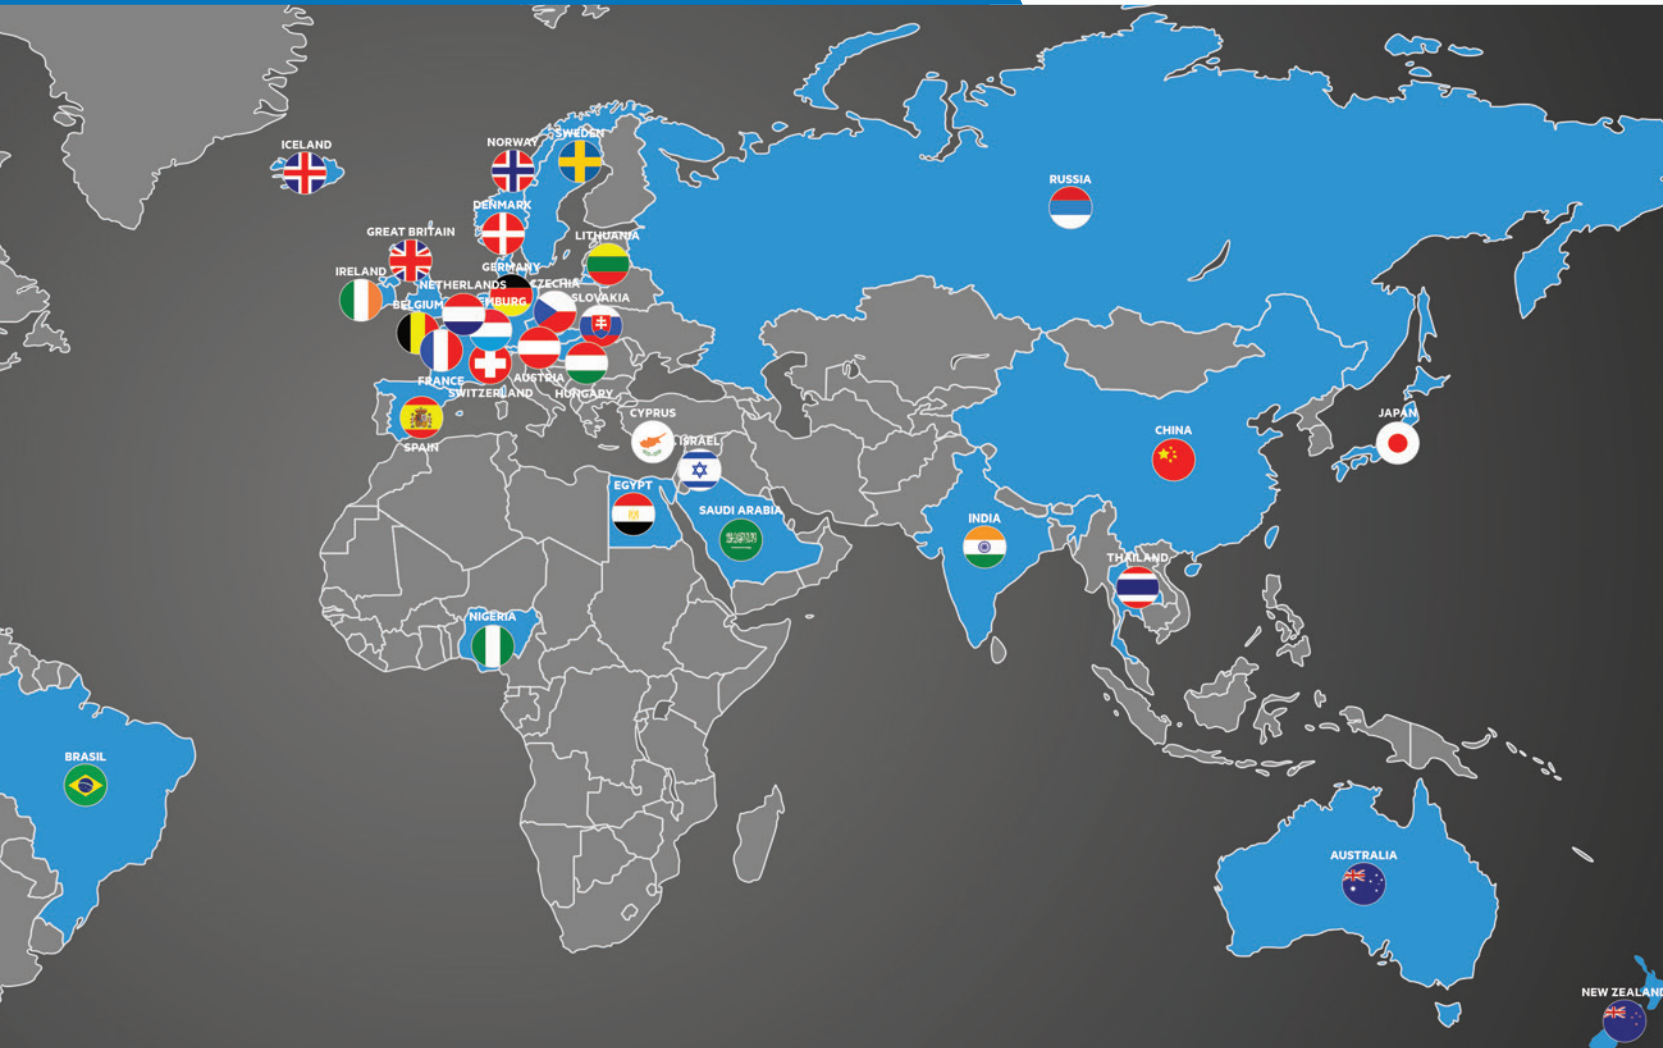 SWEDEN
NORWAY
ICELAND
RUSSIA
DENMARK
GREAT BRITAIN
LITHUANIA
GERMANY
IRELAND
NETHERLANDS
CZECHIA
SLOVAKIA
BELGIUM
EMBURG
FRANCE
AUSTRIA
SWITZERLAND
HUNGARY
CYPRUS
JAPAN
CHINA
ISRAEL
SPAIN
EGYPT
SAUDI ARABIA
INDIA
THAILAND
NIGERIA
BRASIL
AUSTRALIA
NEW ZEALAND